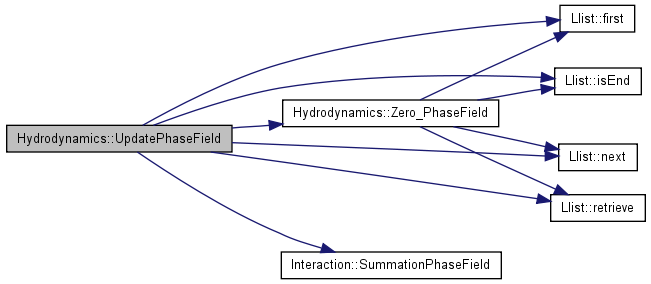 Llist::first
Llist::isEnd
Hydrodynamics::Zero_PhaseField
Hydrodynamics::UpdatePhaseField
Llist::next
Llist::retrieve
Interaction::SummationPhaseField